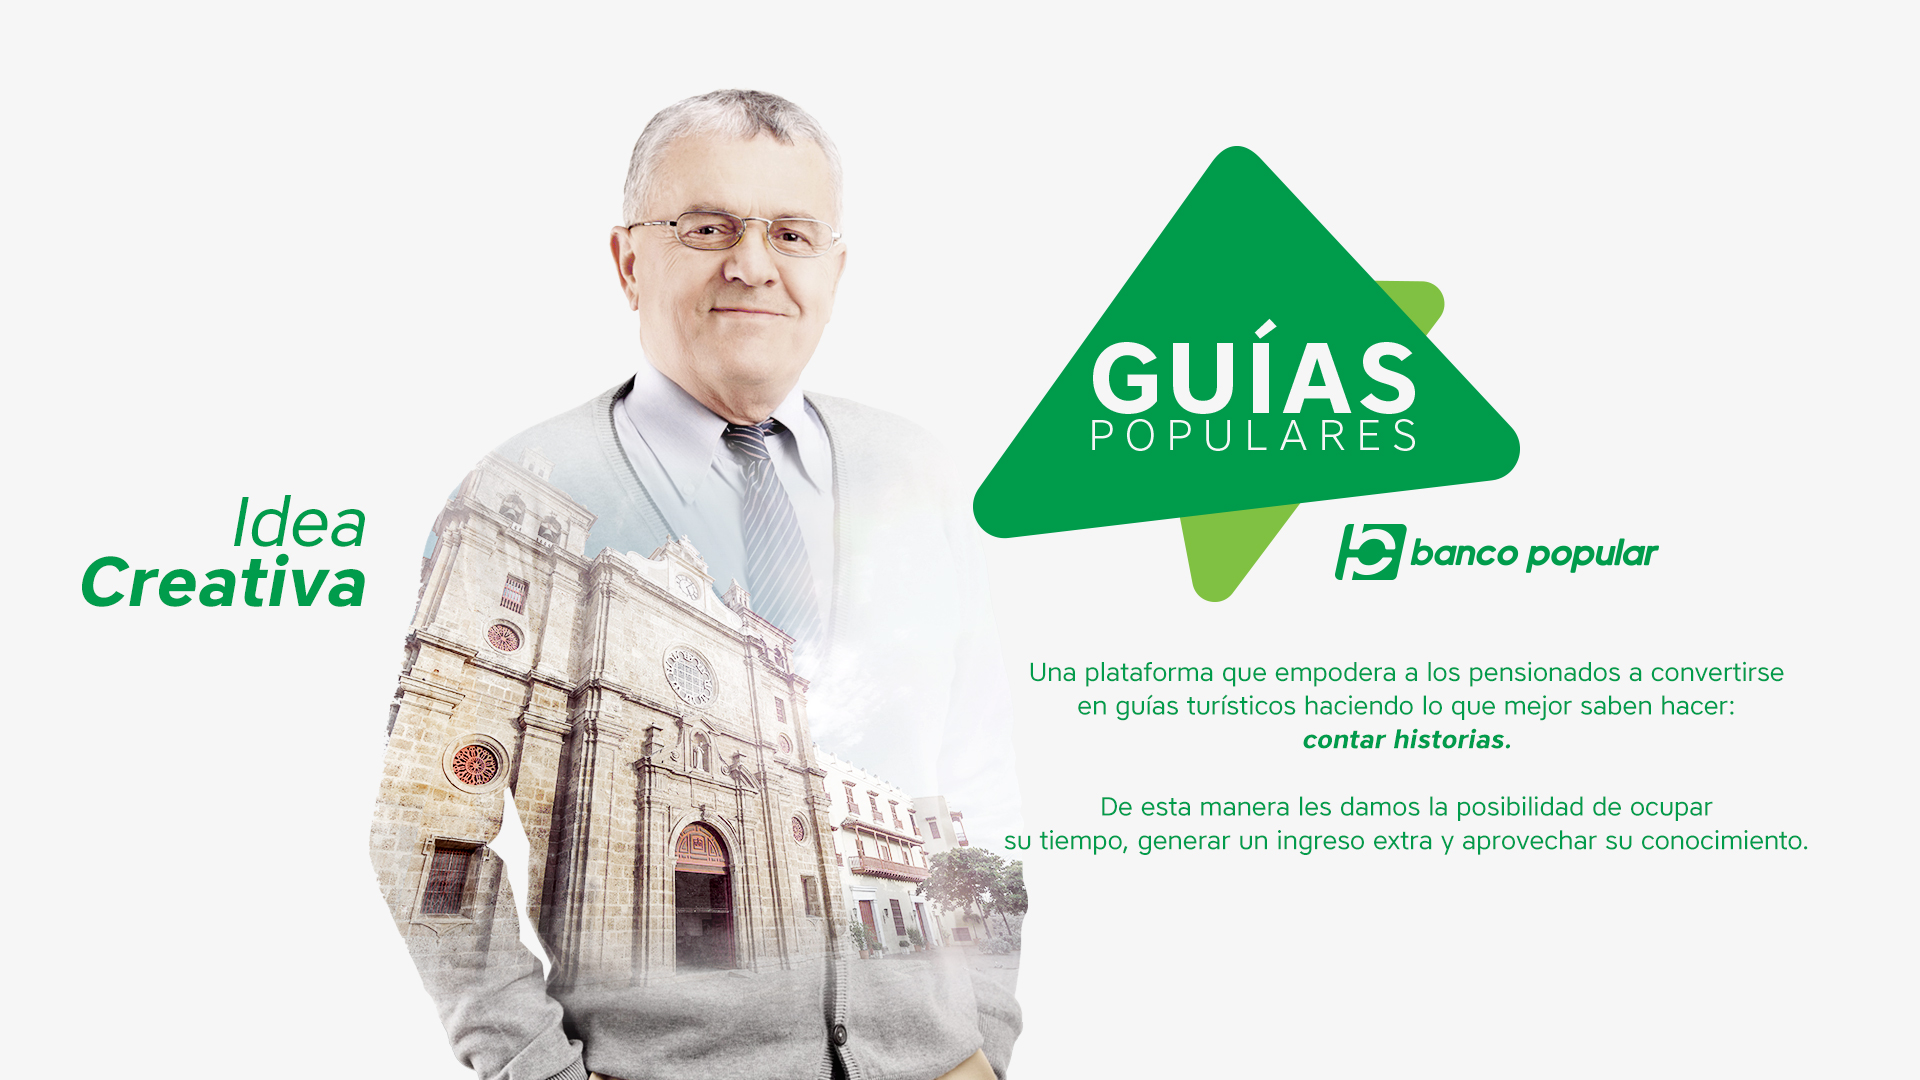 Idea
Creativa
GUÍAS
POPULARES
banco popular
Una plataforma que empodera a los pensionados a convertirse
en guías turísticos haciendo lo que mejor saben hacer:
contar historias.
De esta manera les damos la posibilidad de ocupar
su tiempo, generar un ingreso extra y aprovechar su conocimiento.